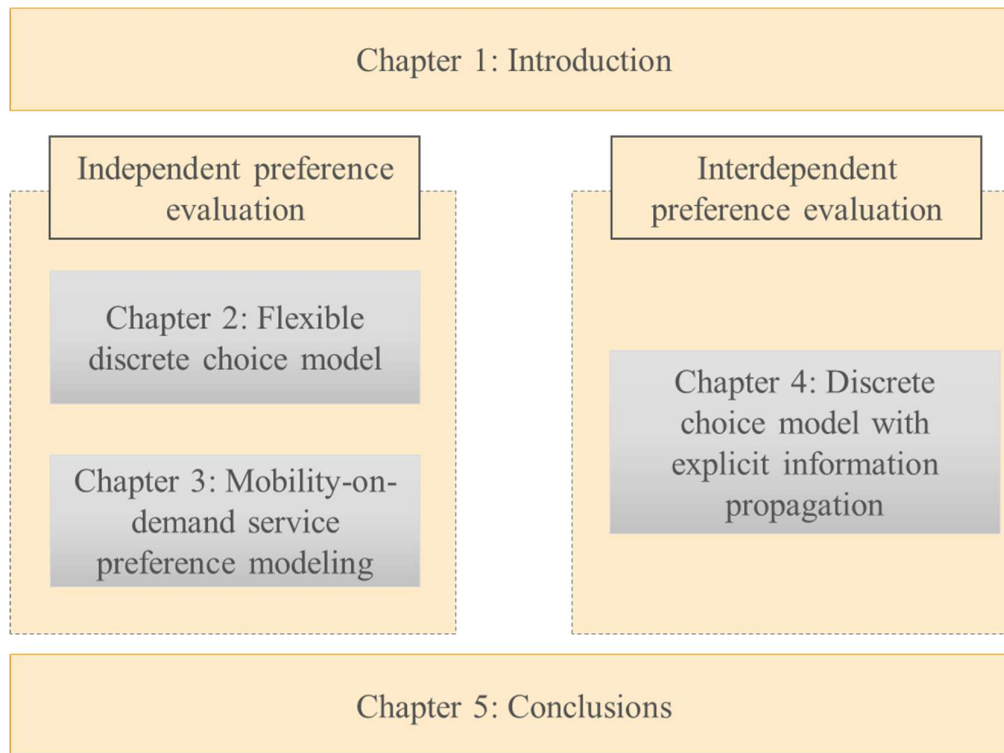 Chapter 1: Introduction
Independent preference
evaluation
Chapter 2: Flexible
discrete choice model
Chapter 3: Mobility-on-
demand service
preference modeling
Interdependent
preference evaluation
Chapter 4: Discrete
choice model with
explicit information
propagation
Chapter 5: Conclusions